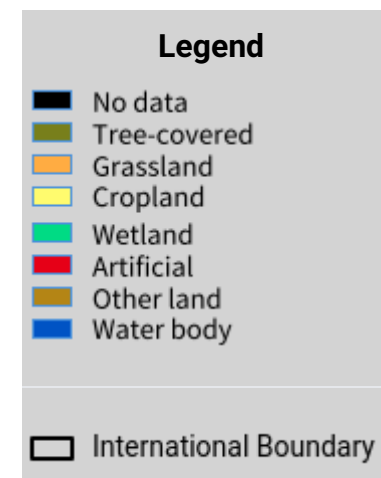 Legend
No data
Tree-covered
Grassland
Cropland
Wetland
Artificial
Other land
Water body
International Boundary